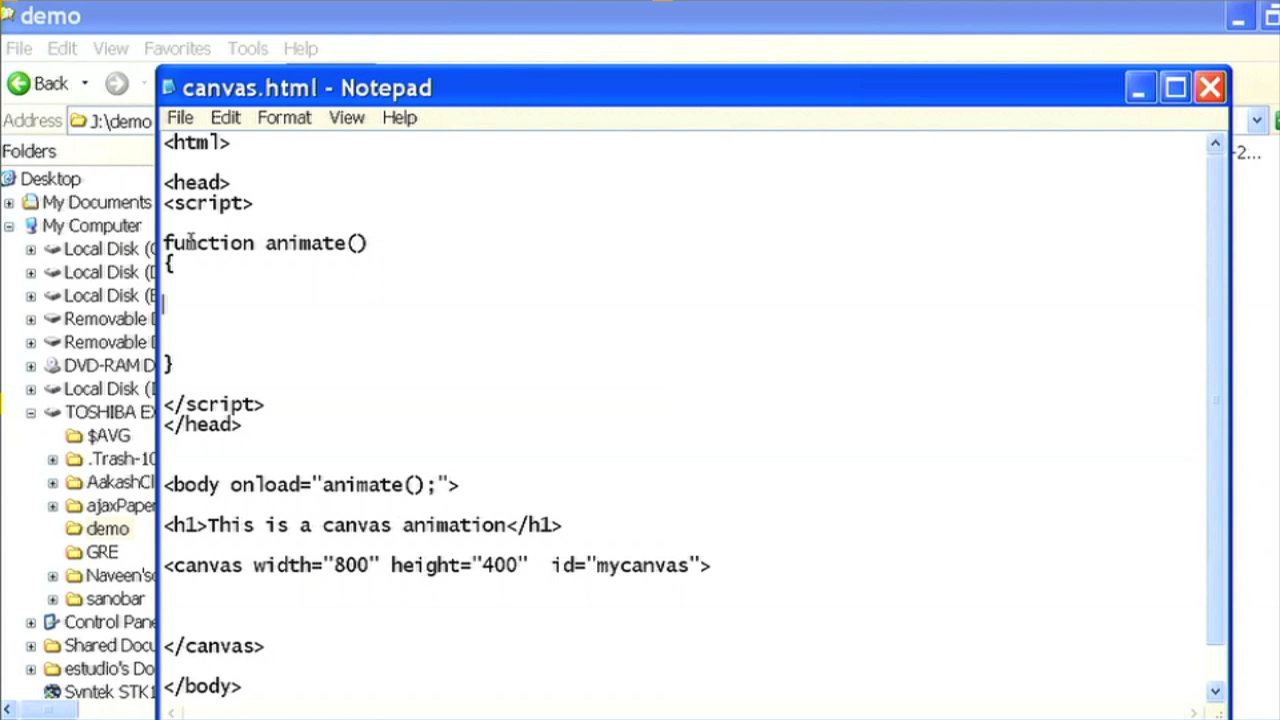 demo
File Edit View Favorites Tools Help
Back
Address J:\demo
Folders
Desktop
My Documents
My Computer
Local Disk (
Local Disk (
Local Disk (
Removable
Removable
DVD-RAM D
Local Disk (
TOSHIBA
$AVG
.Trash-10
AakashCl
ajaxPaper
demo
GRE
Naveen's
sanobar
Control Pane
Shared Docu
estudio's Do
Syntek STK1
-2...
canvas.html - Notepad
File Edit Format View Help
<html>
<head>
<script>
function animate()
{
}
</script>
</head>
<body onload="animate();">
<h1>This is a canvas animation</h1>
<canvas width="800" height="400"  id="mycanvas">
</canvas>
</body>